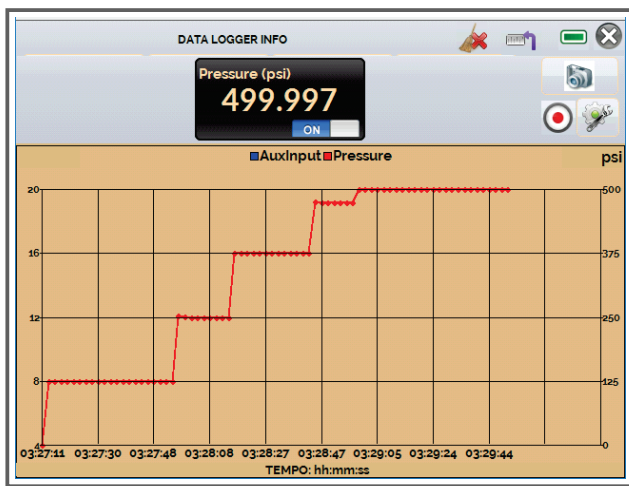 DATA LOGGER INFO
Pressure (psi)
499.997
ON
AuxInput Pressure
psi
20 500
16 375
12 250
8 125
4 0
03:27:11 03:27:30 03:27:48 03:28:08 03:28:27 03:28:47 03:29:05 03:29:24 03:29:44
TEMPO: hh:mm:ss